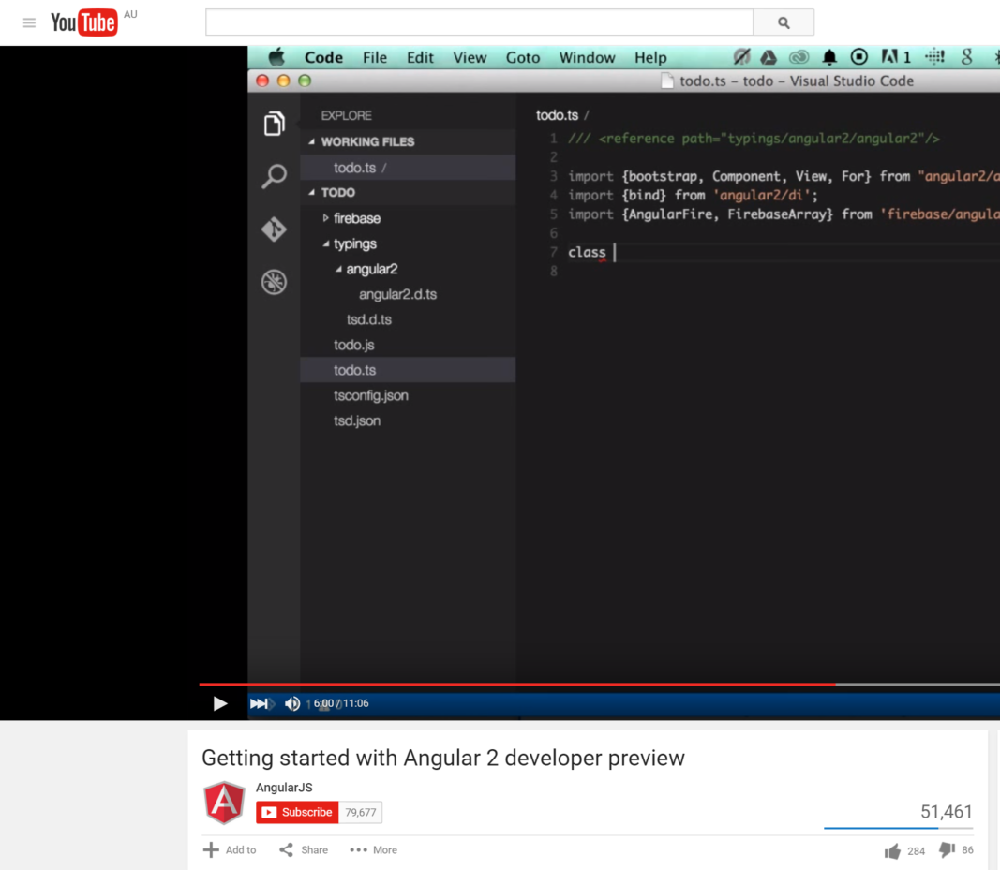 YouTube AU
Code File Edit View Goto Window Help 1 8
todo.ts – todo – Visual Studio Code
EXPLORE
WORKING FILES
todo.ts /
TODO
firebase
typings
angular2
angular2.d.ts
tsd.d.ts
todo.js
todo.ts
tsconfig.json
tsd.json
todo.ts /
1 /// <reference path="typings/angular2/angular2"/>
2
3 import {bootstrap, Component, View, For} from "angular2/a
4 import {bind} from 'angular2/di';
5 import {AngularFire, FirebaseArray} from 'firebase/angula
6
7 class
8
6:00 / 11:06
Getting started with Angular 2 developer preview
AngularJS
Subscribe 79,677
51,461
Add to Share More
284 86